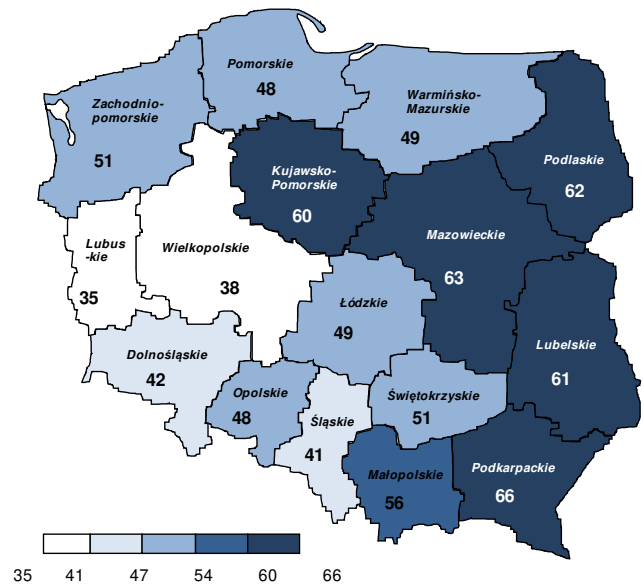 Pomorskie
48
Zachodnio-
pomorskie
51
Warmińsko-
Mazurskie
49
Podlaskie
62
Kujawsko-
Pomorskie
60
Mazowieckie
63
Lubus
-kie
35
Wielkopolskie
38
Łódzkie
49
Lubelskie
61
Dolnośląskie
42
Opolskie
48
Śląskie
41
Świętokrzyskie
51
Małopolskie
56
Podkarpackie
66
35 41 47 54 60 66